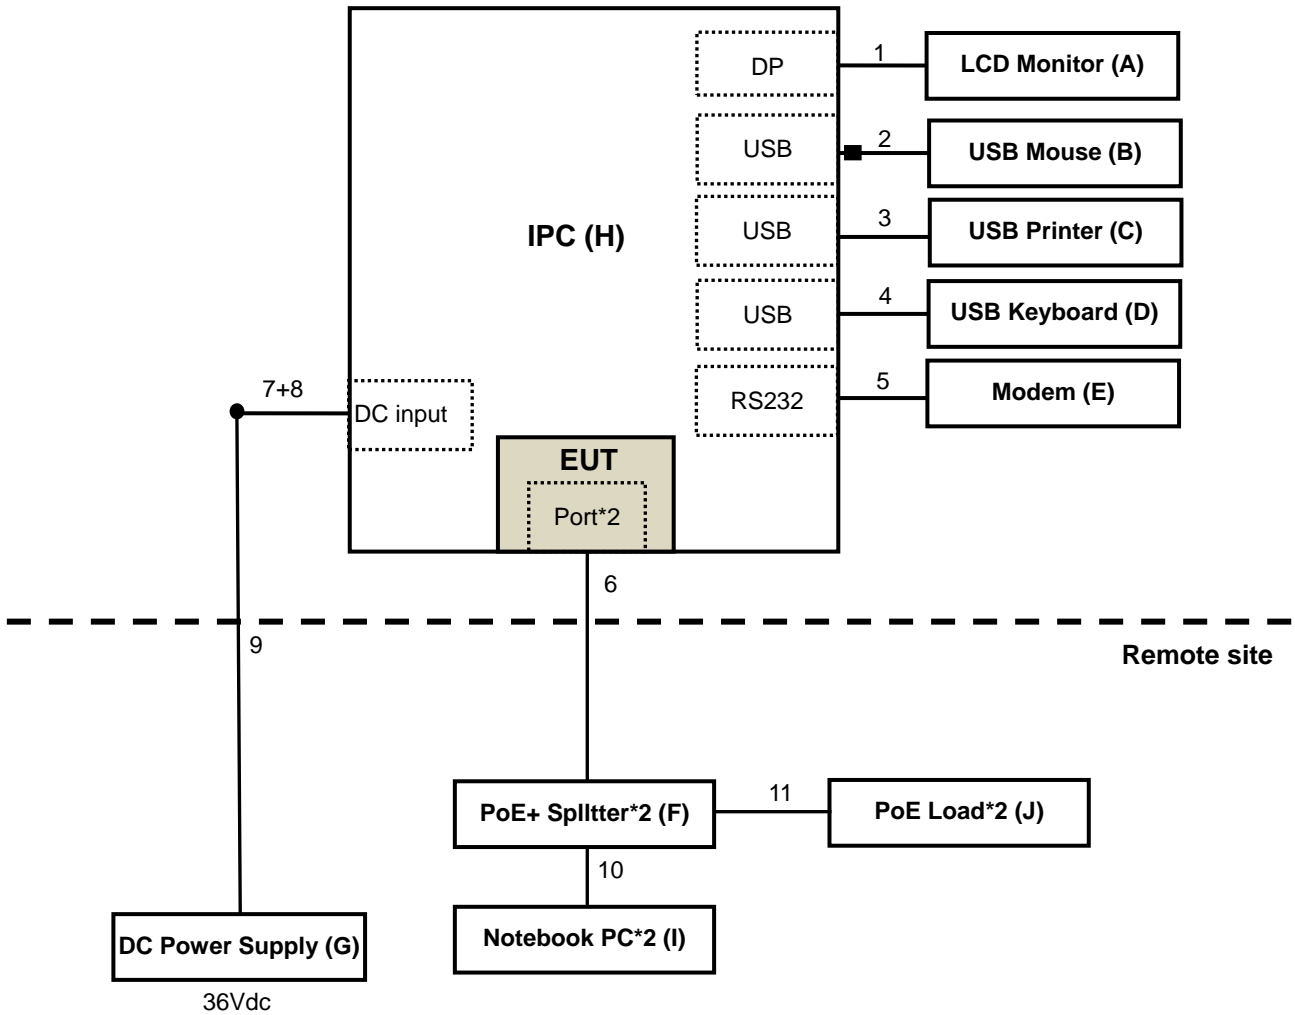 DP
1
LCD Monitor (A)
USB
2
USB Mouse (B)
IPC (H)
USB
3
USB Printer (C)
USB
4
USB Keyboard (D)
7+8
DC input
RS232
5
Modem (E)
EUT
Port*2
6
9
Remote site
PoE+ SplItter*2 (F)
11
PoE Load*2 (J)
10
DC Power Supply (G)
Notebook PC*2 (I)
36Vdc